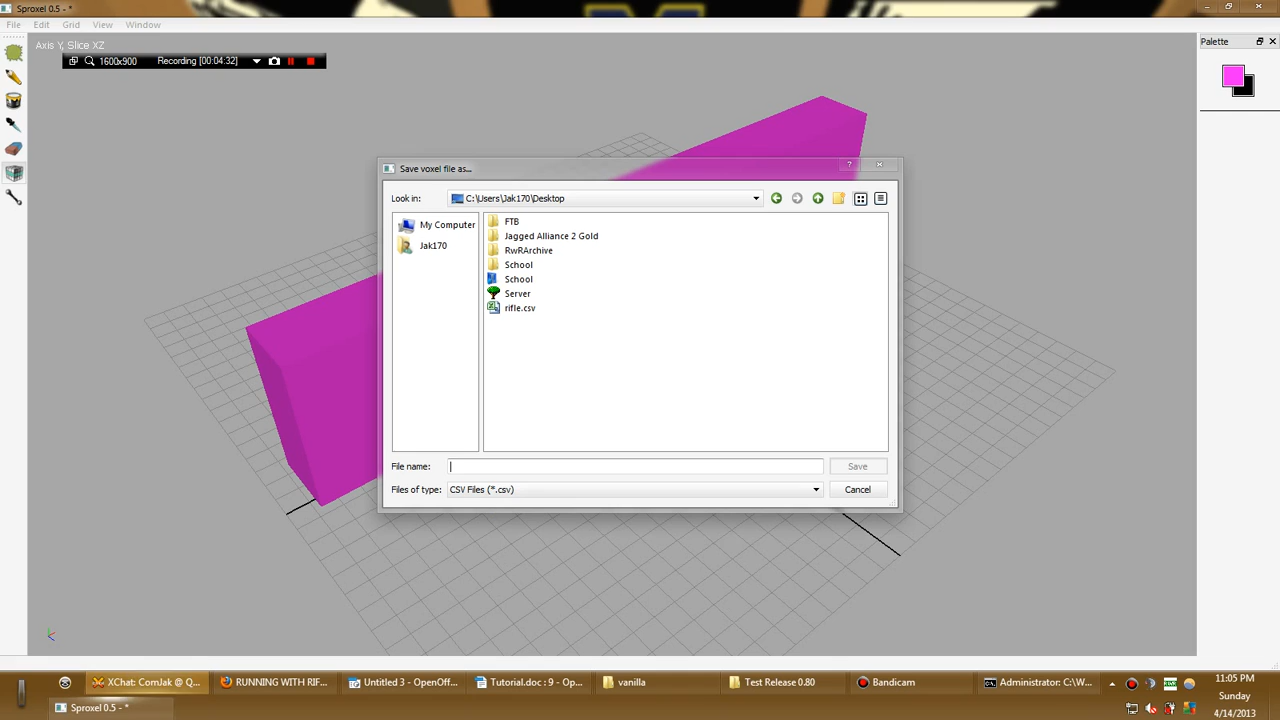 Sproxel 0.5 - *
File Edit Grid View Window
Axis Y, Slice XZ
1600x900 Recording [00:04:32]
Palette
Save voxel file as...
?
Look in: C:\Users\Jak170\Desktop
My Computer
Jak170
FTB
Jagged Alliance 2 Gold
RwRArchive
School
School
Server
rifle.csv
File name: Save
Files of type: CSV Files (*.csv) Cancel
XChat: ComJak @ Q... RUNNING WITH RIF... Untitled 3 - OpenOff... Tutorial.doc : 9 - Op... vanilla Test Release 0.80 Bandicam Administrator: C:\W...
Sproxel 0.5 - *
11:05 PM
Sunday
4/14/2013